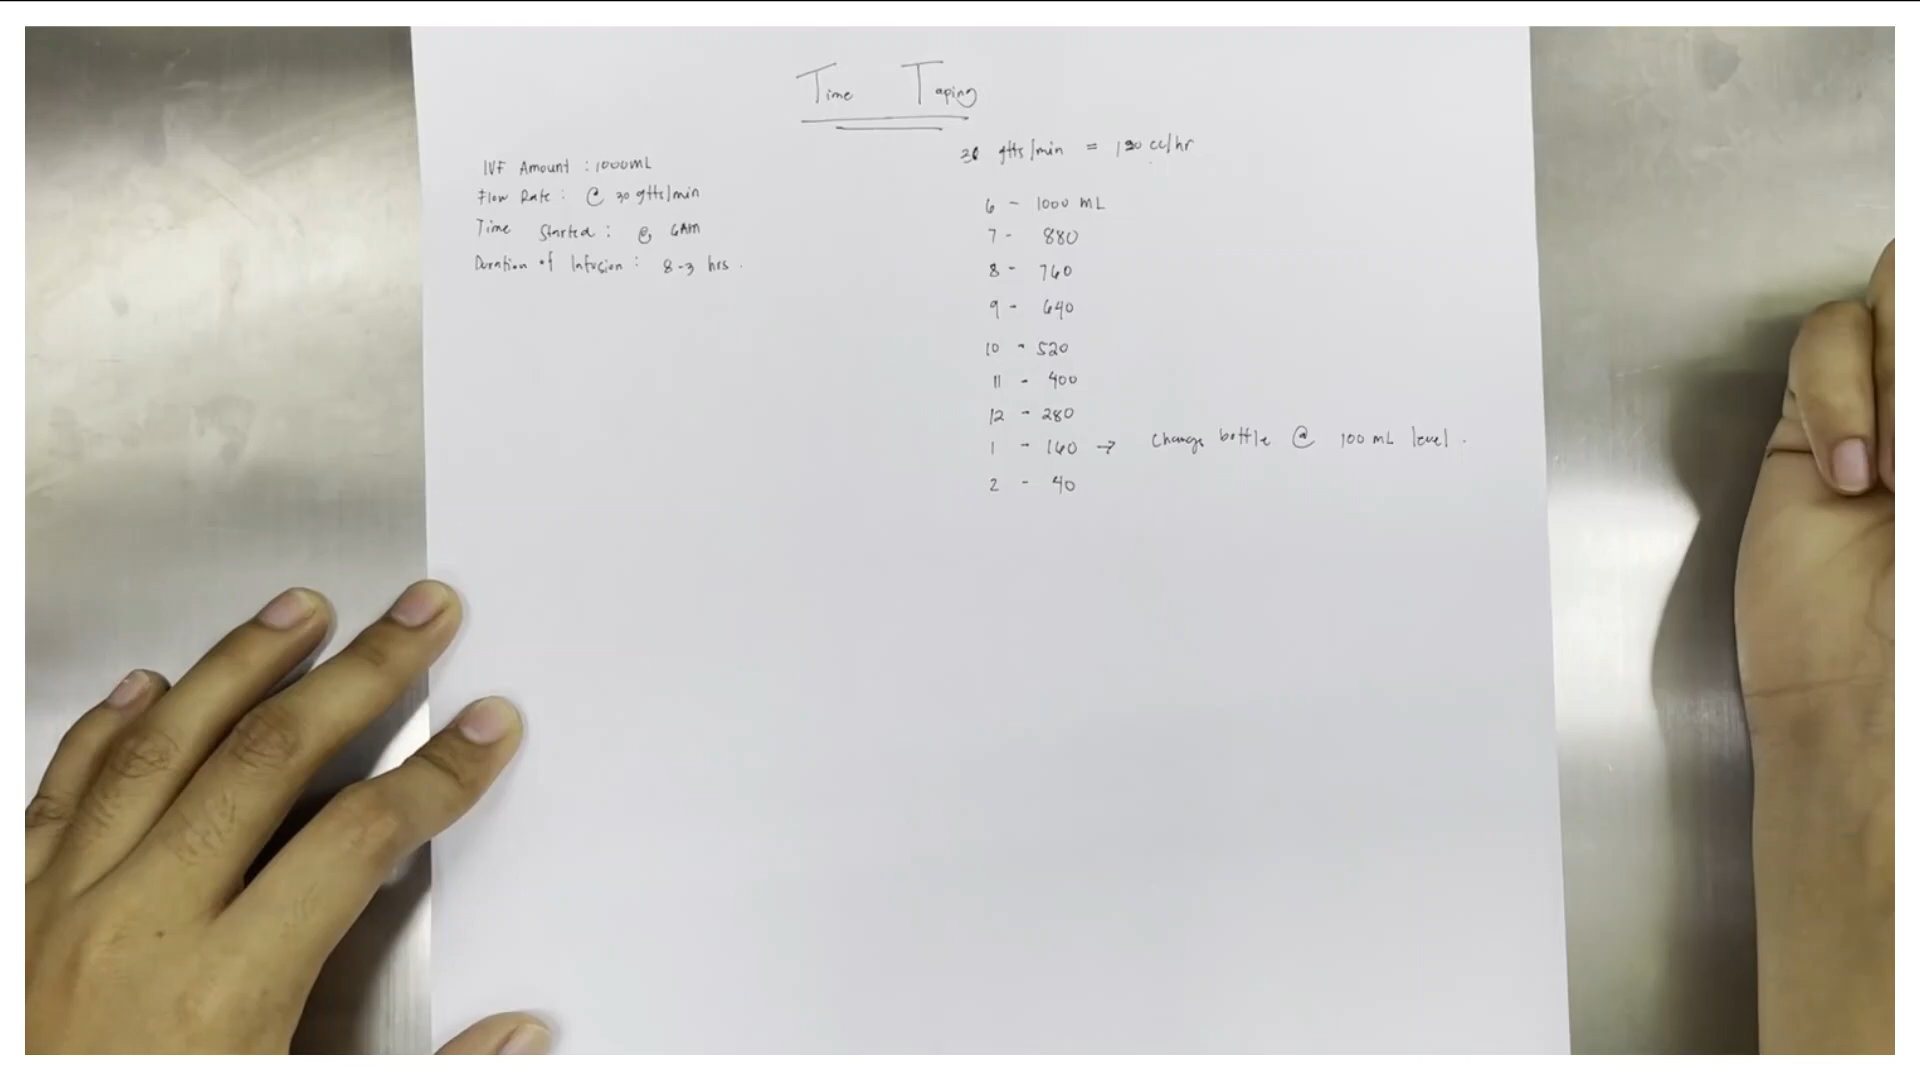 Time Taping
IVF Amount : 1000mL
Flow Rate : @ 30 gtts/min
Time Started : @ 6AM
Duration of Infusion : 8-3 hrs.
30 gtts/min = 120 cc/hr
6 - 1000 mL
7 - 880
8 - 760
9 - 640
10 - 520
11 - 400
12 - 280
1 - 160 → Change bottle @ 100 mL level.
2 - 40